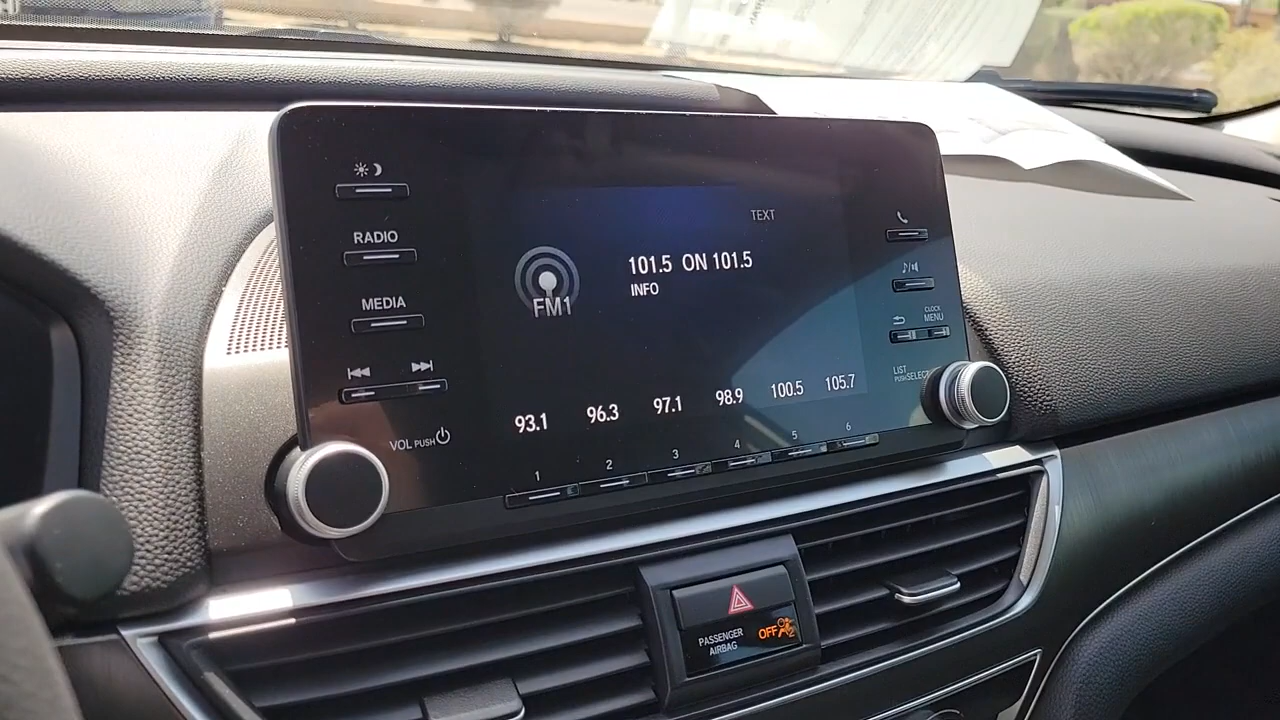 TEXT
RADIO
101.5 ON 101.5
INFO
FM1
MEDIA
CLOCK
MENU
LIST
PUSH SELECT
93.1 96.3 97.1 98.9 100.5 105.7
VOL PUSH
1 2 3 4 5 6
PASSENGER
AIRBAG
OFF
2